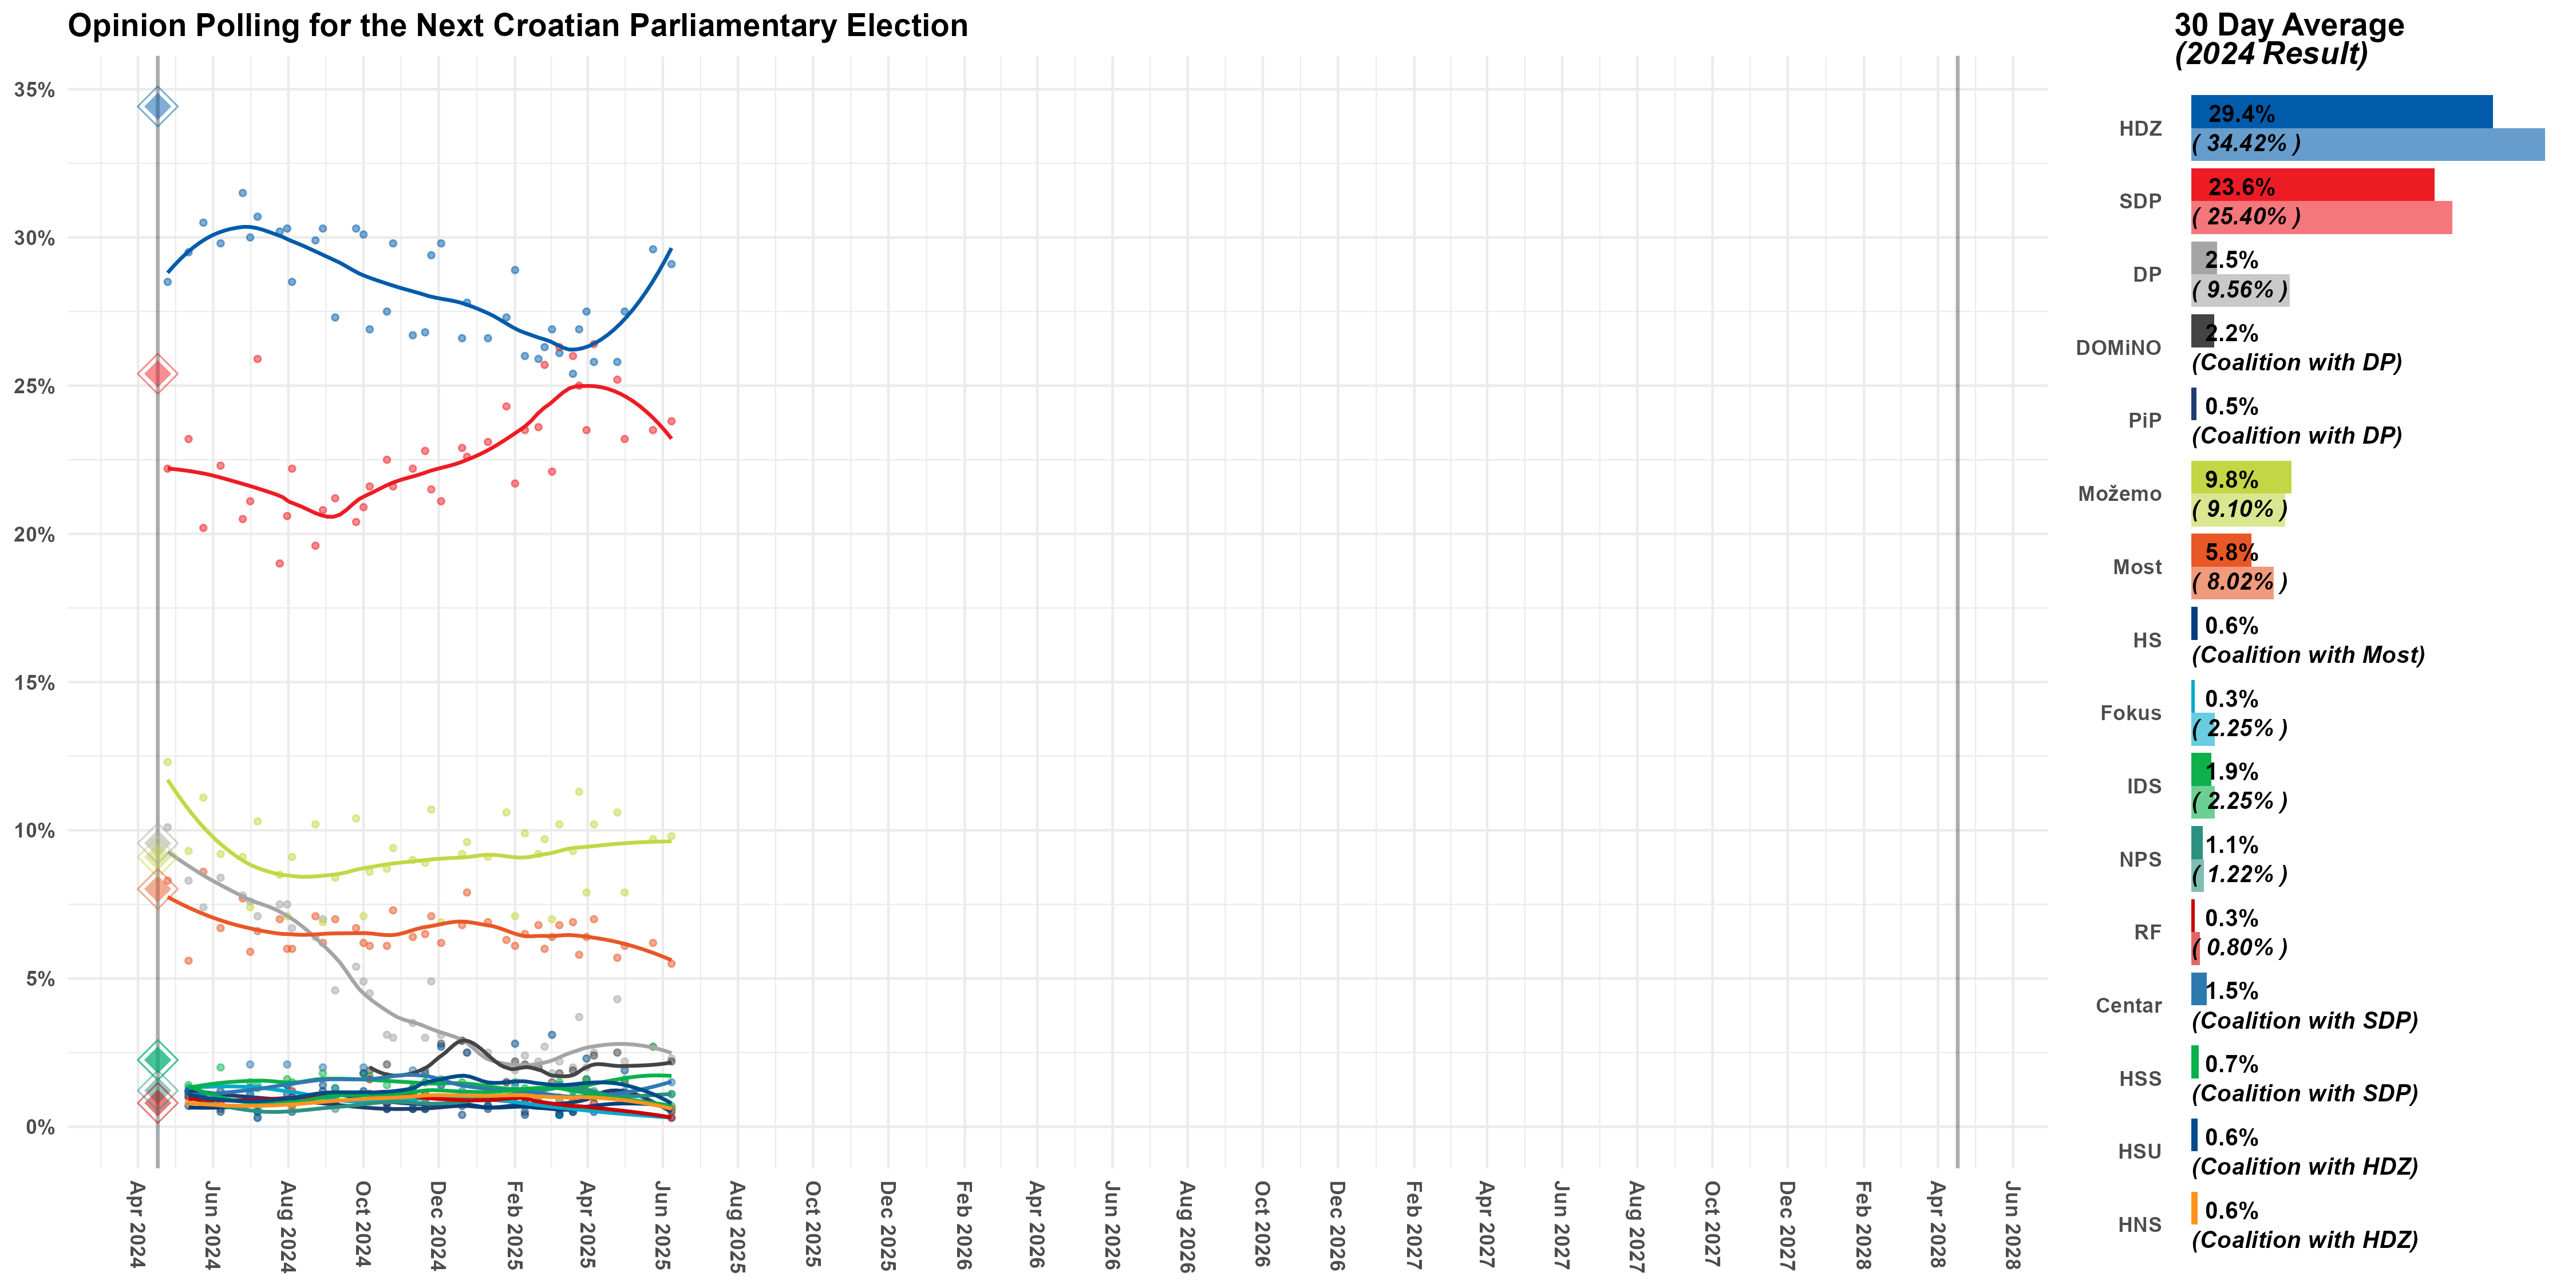 Opinion Polling for the Next Croatian Parliamentary Election
35%
30%
25%
20%
15%
10%
5%
0%
Apr 2024
Jun 2024
Aug 2024
Oct 2024
Dec 2024
Feb 2025
Apr 2025
Jun 2025
Aug 2025
Oct 2025
Dec 2025
Feb 2026
Apr 2026
Jun 2026
Aug 2026
Oct 2026
Dec 2026
Feb 2027
Apr 2027
Jun 2027
Aug 2027
Oct 2027
Dec 2027
Feb 2028
Apr 2028
Jun 2028
30 Day Average
(2024 Result)
HDZ
29.4%
( 34.42% )
SDP
23.6%
( 25.40% )
DP
2.5%
( 9.56% )
DOMiNO
2.2%
(Coalition with DP)
PiP
0.5%
(Coalition with DP)
Možemo
9.8%
( 9.10% )
Most
5.8%
( 8.02% )
HS
0.6%
(Coalition with Most)
Fokus
0.3%
( 2.25% )
IDS
1.9%
( 2.25% )
NPS
1.1%
( 1.22% )
RF
0.3%
( 0.80% )
Centar
1.5%
(Coalition with SDP)
HSS
0.7%
(Coalition with SDP)
HSU
0.6%
(Coalition with HDZ)
HNS
0.6%
(Coalition with HDZ)